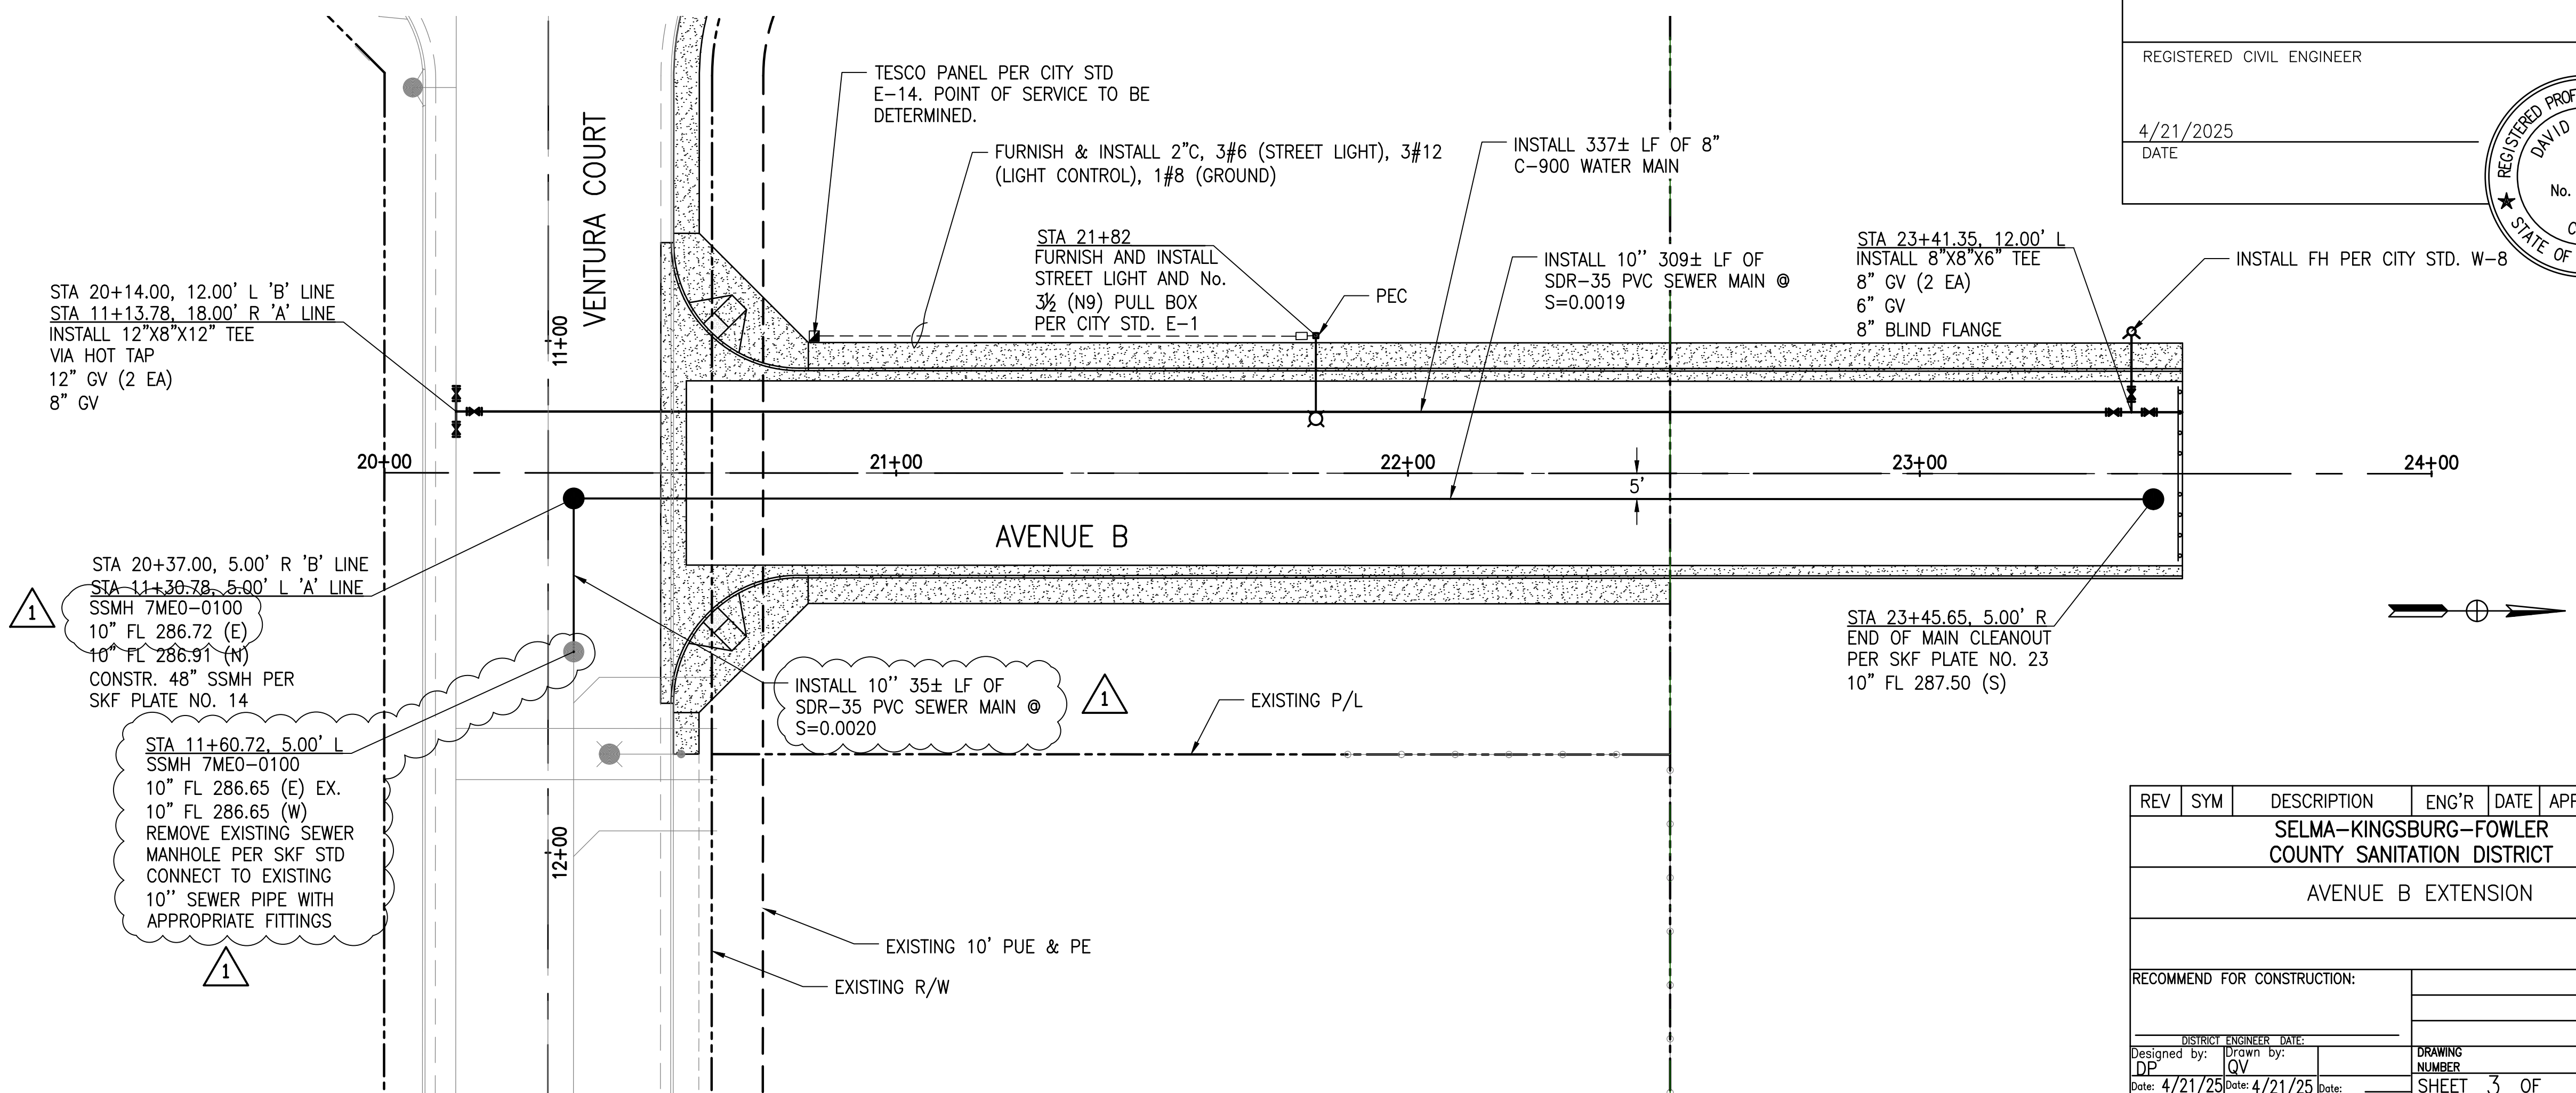 REGISTERED CIVIL ENGINEER
4/21/2025
DATE
REGISTERED PROF
DAVID
No.
C
STATE OF
TESCO PANEL PER CITY STD
E-14. POINT OF SERVICE TO BE
DETERMINED.
FURNISH & INSTALL 2"C, 3#6 (STREET LIGHT), 3#12
(LIGHT CONTROL), 1#8 (GROUND)
INSTALL 337± LF OF 8"
C-900 WATER MAIN
VENTURA COURT
STA 21+82
FURNISH AND INSTALL
STREET LIGHT AND No.
3½ (N9) PULL BOX
PER CITY STD. E-1
PEC
INSTALL 10'' 309± LF OF
SDR-35 PVC SEWER MAIN @
S=0.0019
STA 23+41.35, 12.00' L
INSTALL 8"X8"X6" TEE
8" GV (2 EA)
6" GV
8" BLIND FLANGE
INSTALL FH PER CITY STD. W-8
STA 20+14.00, 12.00' L 'B' LINE
STA 11+13.78, 18.00' R 'A' LINE
INSTALL 12"X8"X12" TEE
VIA HOT TAP
12" GV (2 EA)
8" GV
11+00
20+00
21+00
22+00
23+00
24+00
5'
AVENUE B
STA 20+37.00, 5.00' R 'B' LINE
STA 11+30.78, 5.00' L 'A' LINE
SSMH 7ME0-0100
10" FL 286.72 (E)
10" FL 286.91 (N)
CONSTR. 48" SSMH PER
SKF PLATE NO. 14
1
STA 23+45.65, 5.00' R
END OF MAIN CLEANOUT
PER SKF PLATE NO. 23
10" FL 287.50 (S)
INSTALL 10'' 35± LF OF
SDR-35 PVC SEWER MAIN @
S=0.0020
1
EXISTING P/L
STA 11+60.72, 5.00' L
SSMH 7ME0-0100
10" FL 286.65 (E) EX.
10" FL 286.65 (W)
REMOVE EXISTING SEWER
MANHOLE PER SKF STD
CONNECT TO EXISTING
10'' SEWER PIPE WITH
APPROPRIATE FITTINGS
1
12+00
EXISTING 10' PUE & PE
EXISTING R/W
REV SYM DESCRIPTION ENG'R DATE
SELMA-KINGSBURG-FOWLER
COUNTY SANITATION DISTRICT
AVENUE B EXTENSION
RECOMMEND FOR CONSTRUCTION:
DISTRICT ENGINEER DATE:
Designed by: Drawn by:
DP QV
Date: 4/21/25 Date: 4/21/25 Date:
DRAWING
NUMBER
SHEET 3 OF